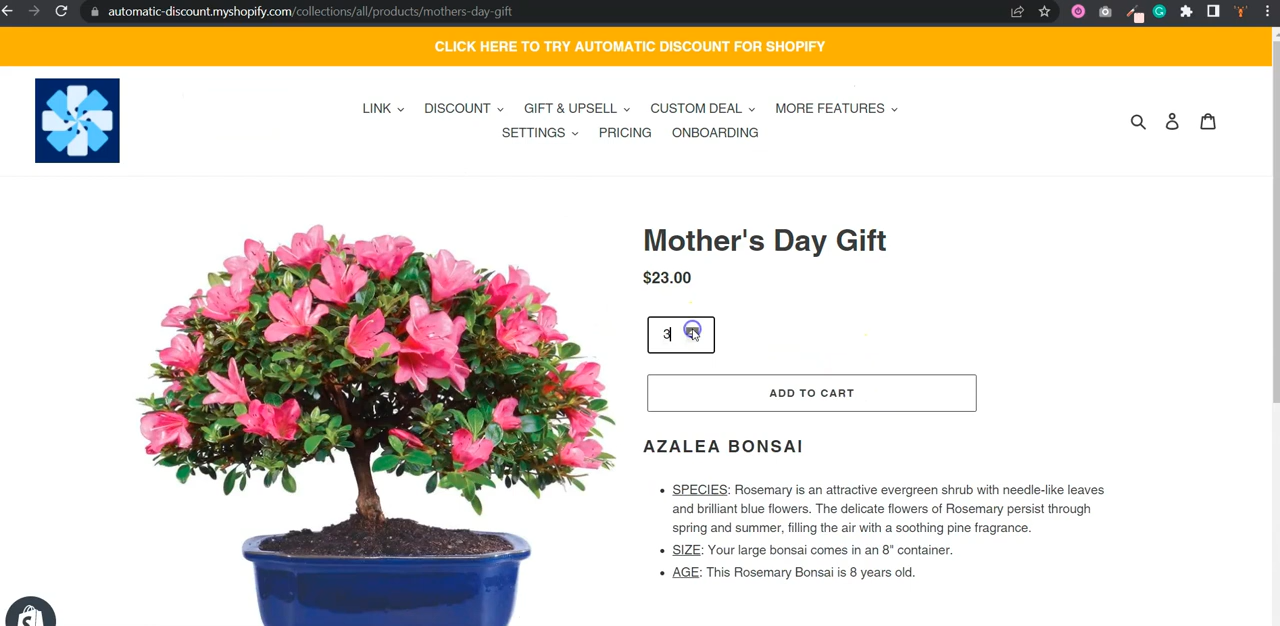 automatic-discount.myshopify.com/collections/all/products/mothers-day-gift
CLICK HERE TO TRY AUTOMATIC DISCOUNT FOR SHOPIFY
LINK
DISCOUNT
GIFT & UPSELL
CUSTOM DEAL
MORE FEATURES
SETTINGS
PRICING
ONBOARDING
Mother's Day Gift
$23.00
3
ADD TO CART
AZALEA BONSAI
SPECIES: Rosemary is an attractive evergreen shrub with needle-like leaves
and brilliant blue flowers. The delicate flowers of Rosemary persist through
spring and summer, filling the air with a soothing pine fragrance.
SIZE: Your large bonsai comes in an 8" container.
AGE: This Rosemary Bonsai is 8 years old.